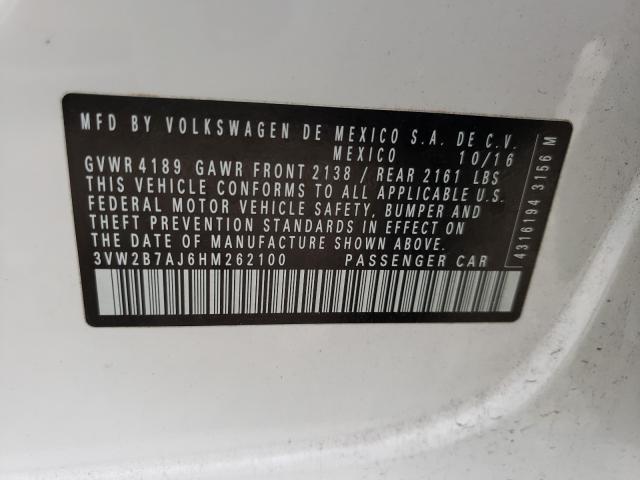 MFD BY VOLKSWAGEN DE MEXICO S.A. DE C.V.
MEXICO 10/16
GVWR 4189 GAWR FRONT 2138 / REAR 2161 LBS
THIS VEHICLE CONFORMS TO ALL APPLICABLE U.S.
FEDERAL MOTOR VEHICLE SAFETY, BUMPER AND
THEFT PREVENTION STANDARDS IN EFFECT ON
THE DATE OF MANUFACTURE SHOWN ABOVE.
3VW2B7AJ6HM262100 PASSENGER CAR
4316194 3156 M